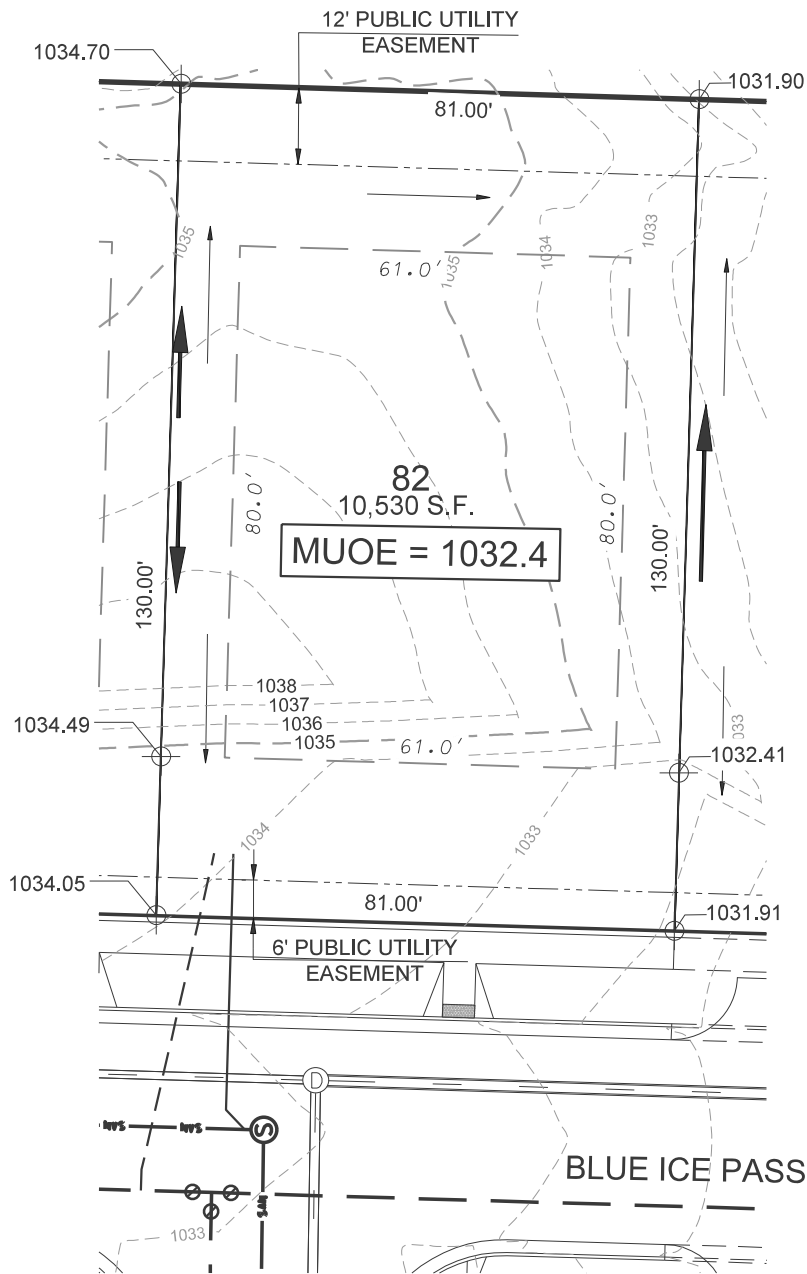 12' PUBLIC UTILITY
EASEMENT
1034.70
1031.90
81.00'
1035
1034
1033
61.0'
1035
82
10,530 S.F.
80.0'
80.0'
MUOE = 1032.4
130.00'
130.00'
1038
1037
1036
1035
61.0'
1034.49
1033
1032.41
1034
1033
1034.05
81.00'
1031.91
6' PUBLIC UTILITY
EASEMENT
D
SAN
SAN
S
SAN
BLUE ICE PASS
1033